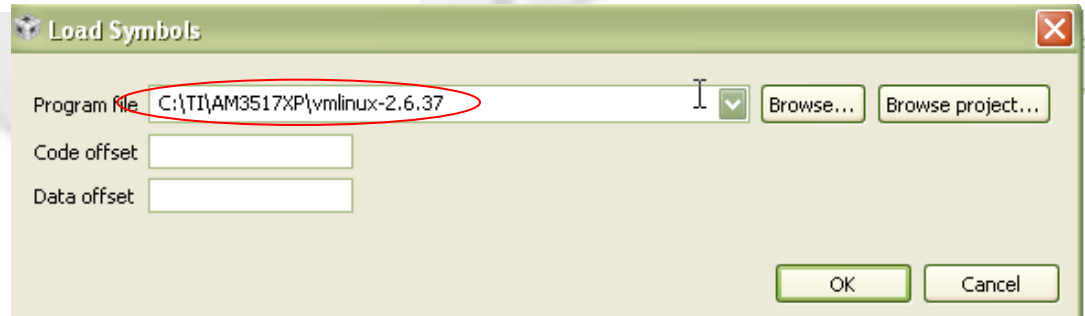 Load Symbols
Program file C:\TI\AM3517XP\vmlinux-2.6.37 Browse... Browse project...
Code offset
Data offset
OK Cancel